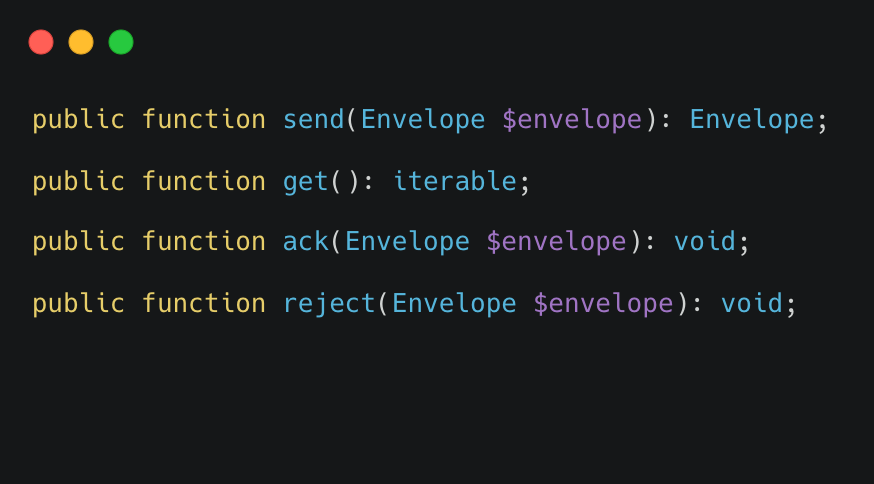 public function send(Envelope $envelope): Envelope;
public function get(): iterable;
public function ack(Envelope $envelope): void;
public function reject(Envelope $envelope): void;